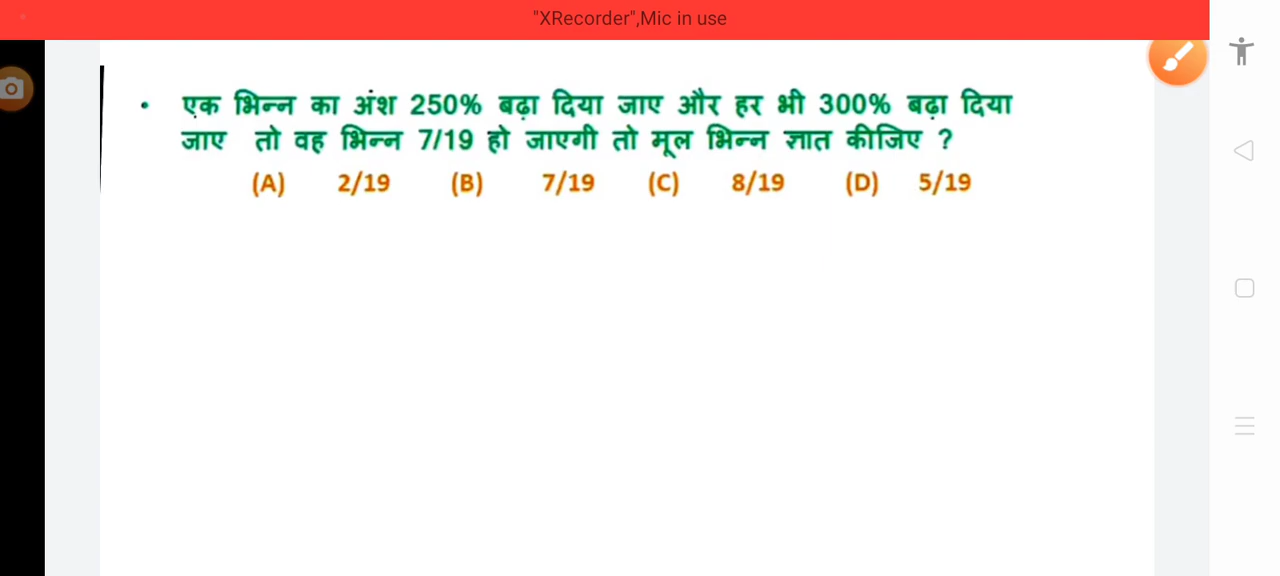 "XRecorder",Mic in use
• एक भिन्न का अंश 250% बढ़ा दिया जाए और हर भी 300% बढ़ा दिया
जाए तो वह भिन्न 7/19 हो जाएगी तो मूल भिन्न ज्ञात कीजिए ?
(A) 2/19 (B) 7/19 (C) 8/19 (D) 5/19